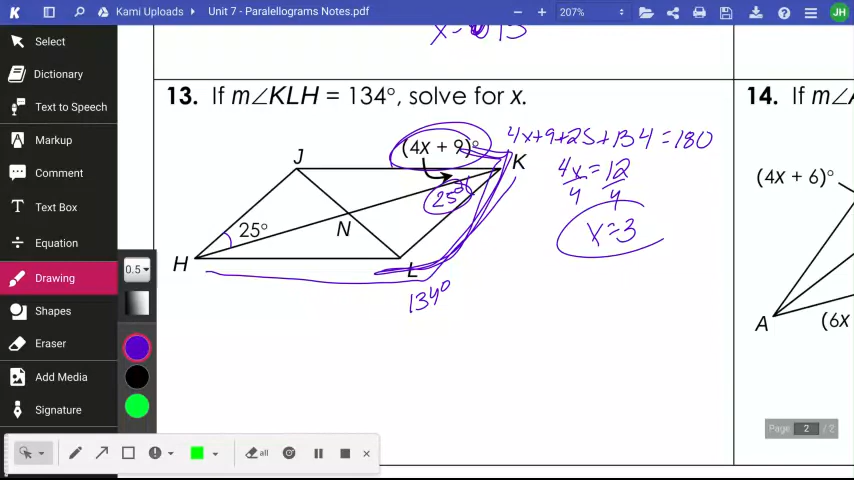 Kami Uploads
Unit 7 - Paralellograms Notes.pdf
207%
JH
Select
Dictionary
Text to Speech
Markup
Comment
Text Box
Equation
Drawing
Shapes
Eraser
Add Media
Signature
0.5
13. If m∠KLH = 134°, solve for x.
(4x + 9)°
J
K
25°
25°
N
H
L
134°
4x+9+25+134=180
4x=12
4 4
x=3
14. If m∠A
(4x + 6)°
A
(6x
Page 2 / 2
all